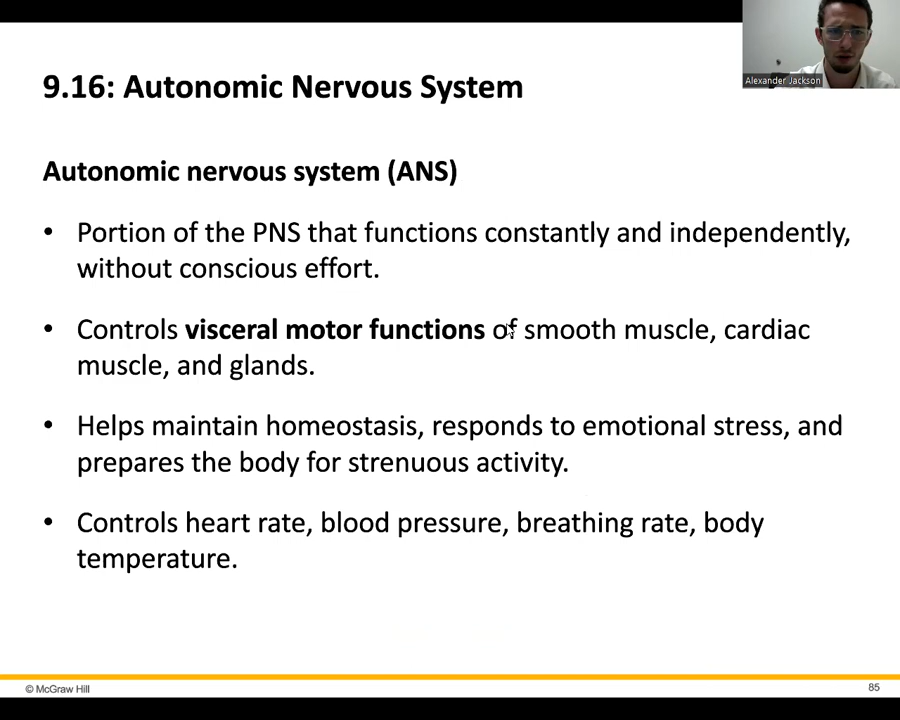 Alexander Jackson
9.16: Autonomic Nervous System
Autonomic nervous system (ANS)
• Portion of the PNS that functions constantly and independently,
without conscious effort.
• Controls visceral motor functions of smooth muscle, cardiac
muscle, and glands.
• Helps maintain homeostasis, responds to emotional stress, and
prepares the body for strenuous activity.
• Controls heart rate, blood pressure, breathing rate, body
temperature.
© McGraw Hill
85